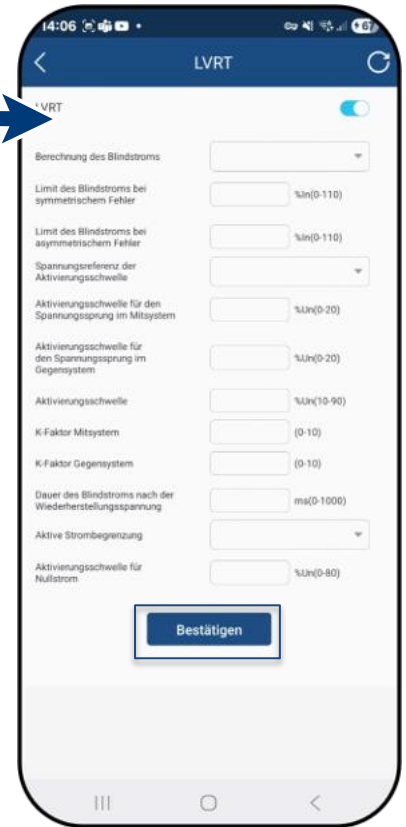 14:06
67
LVRT
LVRT
Berechnung des Blindstroms
Limit des Blindstroms bei
symmetrischem Fehler
%In(0-110)
Limit des Blindstroms bei
asymmetrischem Fehler
%In(0-110)
Spannungsreferenz der
Aktivierungsschwelle
Aktivierungsschwelle für den
Spannungssprung im Mitsystem
%Un(0-20)
Aktivierungsschwelle für
den Spannungssprung im
Gegensystem
%Un(0-20)
Aktivierungsschwelle
%Un(10-90)
K-Faktor Mitsystem
(0-10)
K-Faktor Gegensystem
(0-10)
Dauer des Blindstroms nach der
Wiederherstellungsspannung
ms(0-1000)
Aktive Strombegrenzung
Aktivierungsschwelle für
Nullstrom
%Un(0-80)
Bestätigen